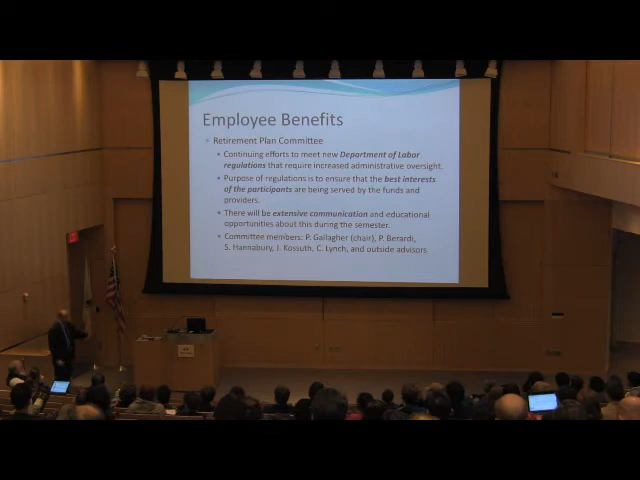 Employee Benefits
Retirement Plan Committee
Continuing efforts to meet new Department of Labor
regulations that require increased administrative oversight.
Purpose of regulations is to ensure that the best interests
of the participants are being served by the funds and
providers.
There will be extensive communication and educational
opportunities about this during the semester.
Committee members: P. Gallagher (chair), P. Berardi,
S. Hannabury, J. Kossuth, C. Lynch, and outside advisors